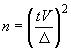 n = (tV/△)²